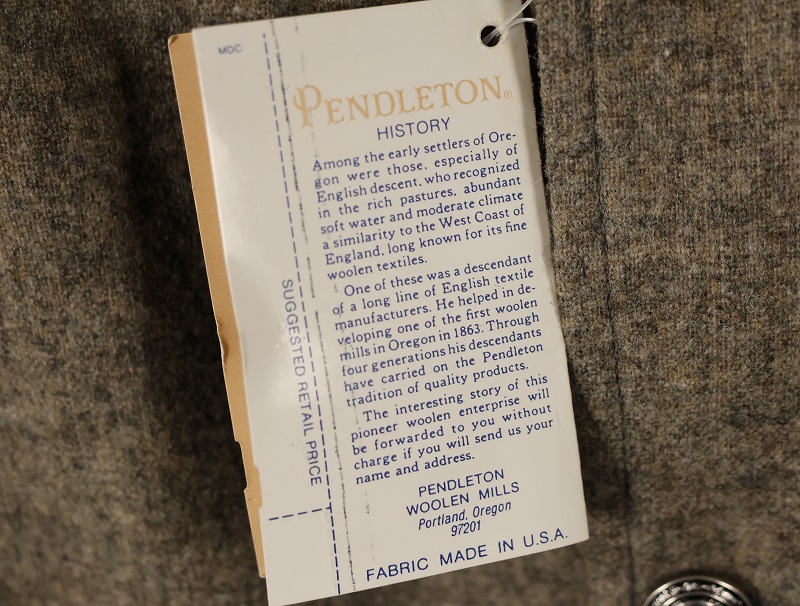 MDC
PENDLETON®
HISTORY
Among the early settlers of Ore-
gon were those, especially of
English descent, who recognized
in the rich pastures, abundant
soft water and moderate climate
a similarity to the West Coast of
England, long known for its fine
woolen textiles.
One of these was a descendant
of a long line of English textile
manufacturers. He helped in de-
veloping one of the first woolen
mills in Oregon in 1863. Through
four generations his descendants
have carried on the Pendleton
tradition of quality products.
The interesting story of this
pioneer woolen enterprise will
be forwarded to you without
charge if you will send us your
name and address.
PENDLETON
WOOLEN MILLS
Portland, Oregon
97201
FABRIC MADE IN U.S.A.
SUGGESTED RETAIL PRICE